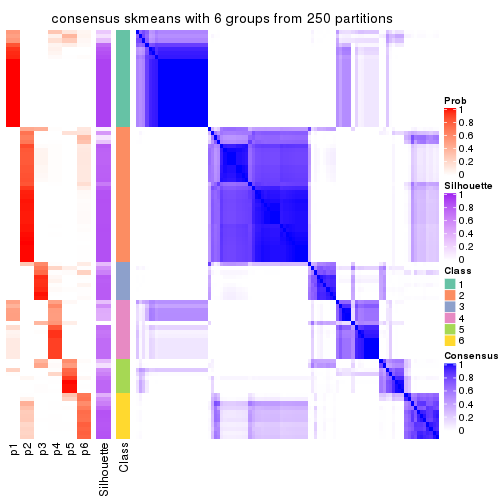 consensus skmeans with 6 groups from 250 partitions
Prob
1
0.8
0.6
0.4
0.2
0
Silhouette
1
0.8
0.6
0.4
0.2
0
Class
1
2
3
4
5
6
Consensus
1
0.8
0.6
0.4
0.2
0
p1
p2
p3
p4
p5
p6
Silhouette
Class